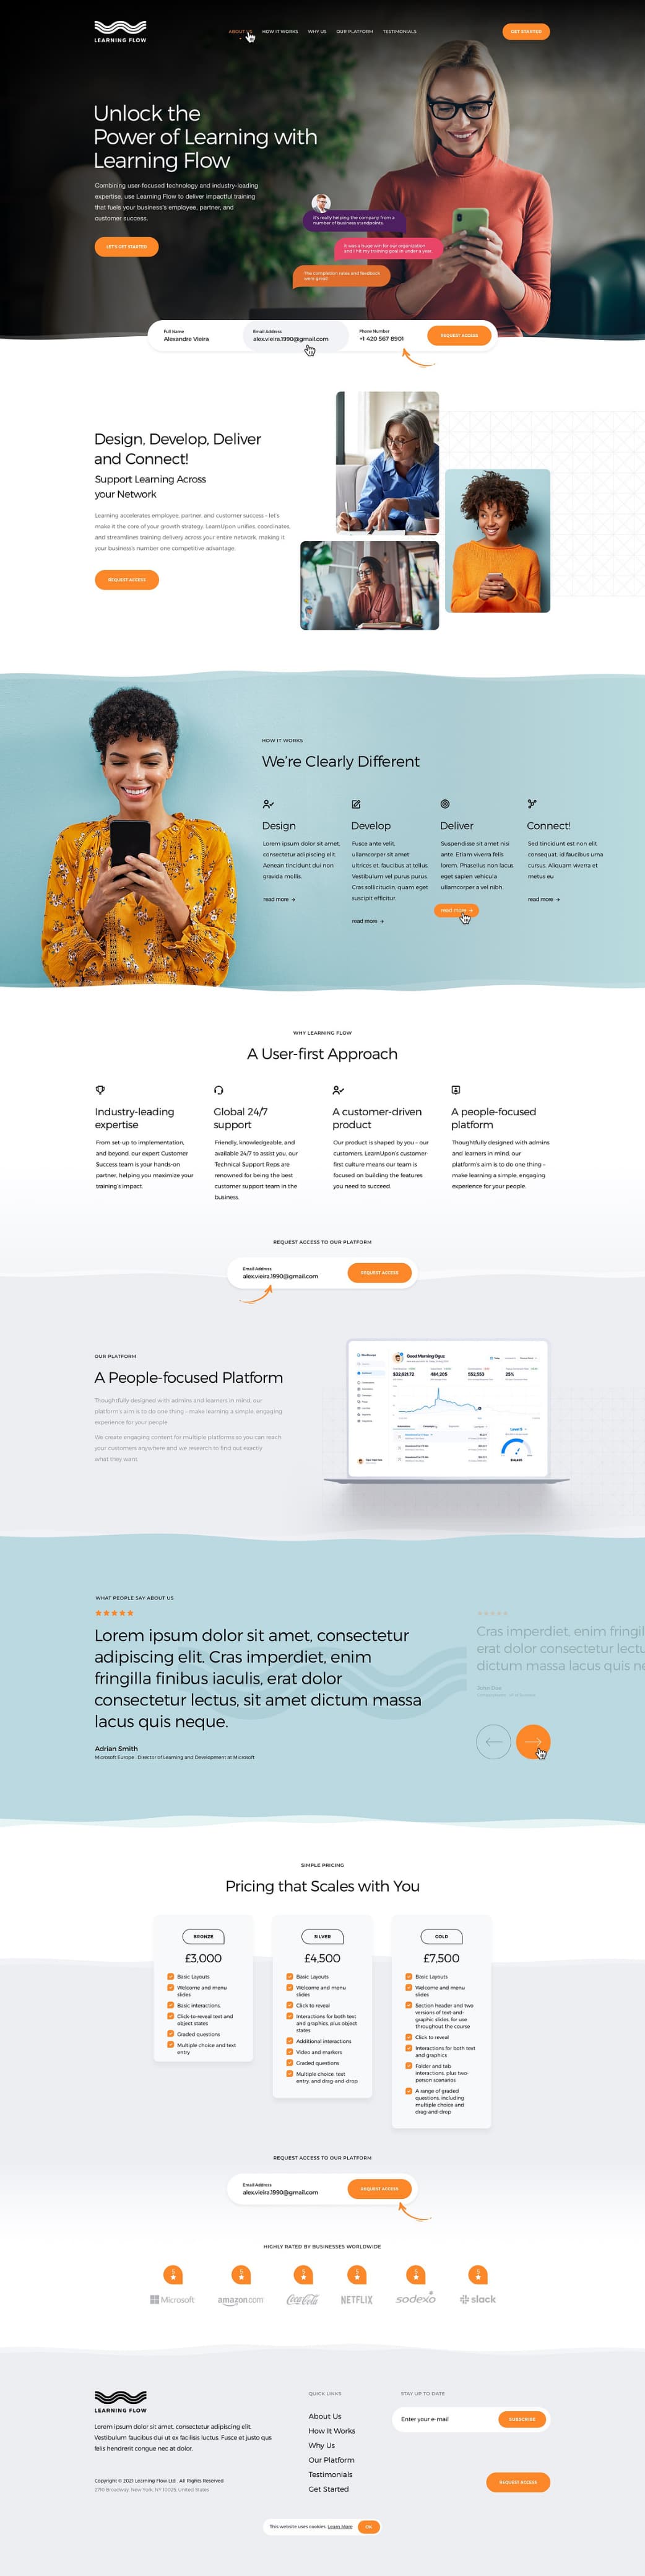 LEARNING FLOW
ABOUT US
HOW IT WORKS
WHY US
OUR PLATFORM
TESTIMONIALS
GET STARTED
Unlock the
Power of Learning with
Learning Flow
Combining user-focused technology and industry-leading
expertise, use Learning Flow to deliver impactful training
that fuels your business's employee, partner, and
customer success.
LET'S GET STARTED
It's really helping the company from a
number of business standpoints.
It was a huge win for our organization
and I hit my training goal in under a year.
The completion rates and feedback
were great!
Full Name
Alexandre Vieira
Email Address
alex.vieira.1990@gmail.com
Phone Number
+1 420 567 8901
REQUEST ACCESS
Design, Develop, Deliver
and Connect!
Support Learning Across
your Network
Learning accelerates employee, partner, and customer success – let's
make it the core of your growth strategy. LearnUpon unifies, coordinates,
and streamlines training delivery across your entire network, making it
your business's number one competitive advantage.
REQUEST ACCESS
HOW IT WORKS
We're Clearly Different
Design
Lorem ipsum dolor sit amet,
consectetur adipiscing elit.
Aenean tincidunt dui non
gravida mollis.
read more →
Develop
Fusce ante velit,
ullamcorper sit amet
ultrices et, faucibus at tellus.
Vestibulum vel purus purus.
Cras sollicitudin, quam eget
suscipit efficitur.
read more →
Deliver
Suspendisse sit amet nisi
ante. Etiam viverra felis
lorem. Phasellus non lacus
eget sapien vehicula
ullamcorper a vel nibh.
read more →
Connect!
Sed tincidunt est non elit
consequat, id faucibus urna
cursus. Aliquam viverra et
metus eu
read more →
WHY LEARNING FLOW
A User-first Approach
Industry-leading
expertise
From set-up to implementation,
and beyond, our expert Customer
Success team is your hands-on
partner, helping you maximize your
training's impact.
Global 24/7
support
Friendly, knowledgeable, and
available 24/7 to assist you, our
Technical Support Reps are
renowned for being the best
customer support team in the
business.
A customer-driven
product
Our product is shaped by you – our
customers. LearnUpon's customer-
first culture means our team is
focused on building the features
you need to succeed.
A people-focused
platform
Thoughtfully designed with admins
and learners in mind, our
platform's aim is to do one thing –
make learning a simple, engaging
experience for your people.
REQUEST ACCESS TO OUR PLATFORM
Email Address
alex.vieira.1990@gmail.com
REQUEST ACCESS
OUR PLATFORM
A People-focused Platform
Thoughtfully designed with admins and learners in mind, our
platform's aim is to do one thing – make learning a simple, engaging
experience for your people
We create engaging content for multiple platforms so you can reach
your customers anywhere and we research to find out exactly
what they want.
Good Morning Oguz
$32,621.72
484,205
552,553
25%
WHAT PEOPLE SAY ABOUT US
Lorem ipsum dolor sit amet, consectetur
adipiscing elit. Cras imperdiet, enim
fringilla finibus iaculis, erat dolor
consectetur lectus, sit amet dictum massa
lacus quis neque.
Adrian Smith
Microsoft Europe . Director of Learning and Development at Microsoft
Cras imperdiet, enim fringil
erat dolor consectetur lectu
dictum massa lacus quis ne
SIMPLE PRICING
Pricing that Scales with You
BRONZE
£3,000
Basic Layouts
Welcome and menu
slides
Basic interactions,
Click-to-reveal text and
object states
Graded questions
Multiple choice and text
entry
SILVER
£4,500
Basic Layouts
Welcome and menu
slides
Click to reveal
Interactions for both text
and graphics, plus object
states
Additional interactions
Video and markers
Graded questions
Multiple choice, text
entry, and drag-and-drop
GOLD
£7,500
Basic Layouts
Welcome and menu
slides
Section header and two
versions of text-and-
graphic slides, for use
throughout the course
Click to reveal
Interactions for both text
and graphics
Folder and tab
interactions, plus two-
person scenarios
A range of graded
questions, including
multiple choice and
drag-and-drop
REQUEST ACCESS TO OUR PLATFORM
Email Address
alex.vieira.1990@gmail.com
REQUEST ACCESS
HIGHLY RATED BY BUSINESSES WORLDWIDE
5
5
5
5
5
5
Microsoft
amazon.com
Coca-Cola
NETFLIX
sodexo
slack
LEARNING FLOW
Lorem ipsum dolor sit amet, consectetur adipiscing elit.
Vestibulum faucibus dui ut ex facilisis luctus. Fusce et justo quis
felis hendrerit congue nec at dolor.
Copyright © 2021 Learning Flow Ltd . All Rights Reserved
2710 Broadway, New York, NY 10025, United States
QUICK LINKS
About Us
How It Works
Why Us
Our Platform
Testimonials
Get Started
STAY UP TO DATE
Enter your e-mail
SUBSCRIBE
REQUEST ACCESS
This website uses cookies. Learn More
OK